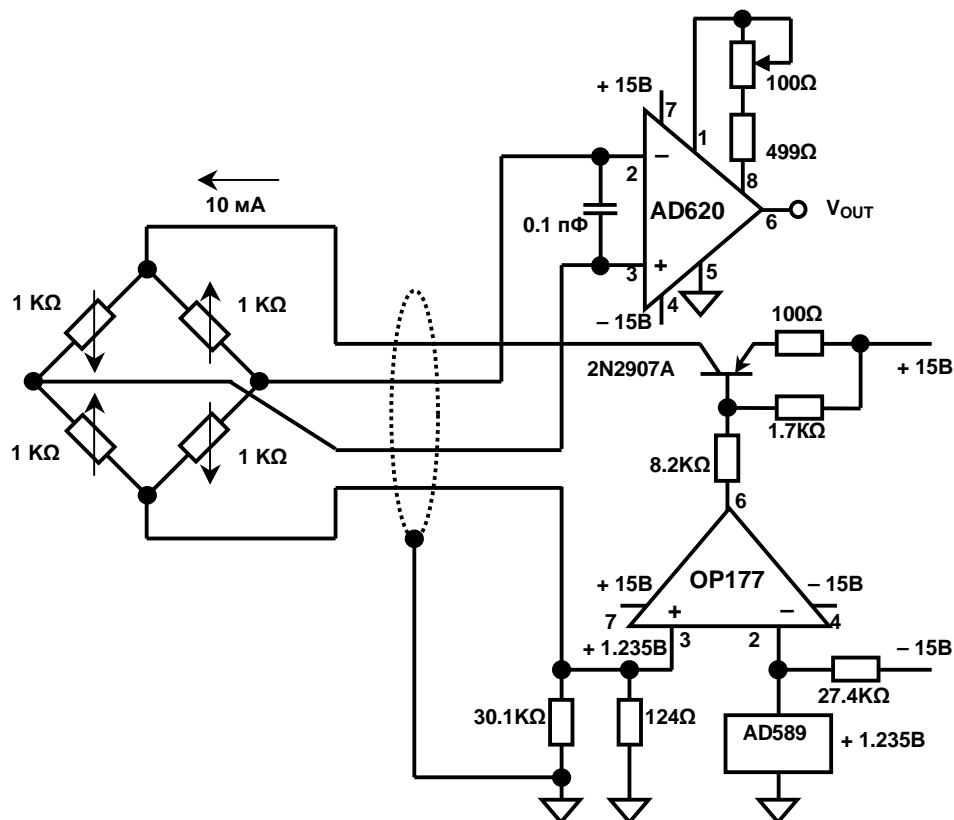 + 15В
7
1
100Ω
499Ω
8
–
2
AD620
6
VOUT
10 мА
0.1 пФ
+
3
5
4
– 15В
1 KΩ
1 KΩ
1 KΩ
1 KΩ
100Ω
2N2907A
+ 15В
1.7KΩ
8.2KΩ
6
OP177
+ 15В
– 15В
7
+
–
4
+ 1.235В
3
2
– 15В
27.4KΩ
30.1KΩ
124Ω
AD589
+ 1.235В